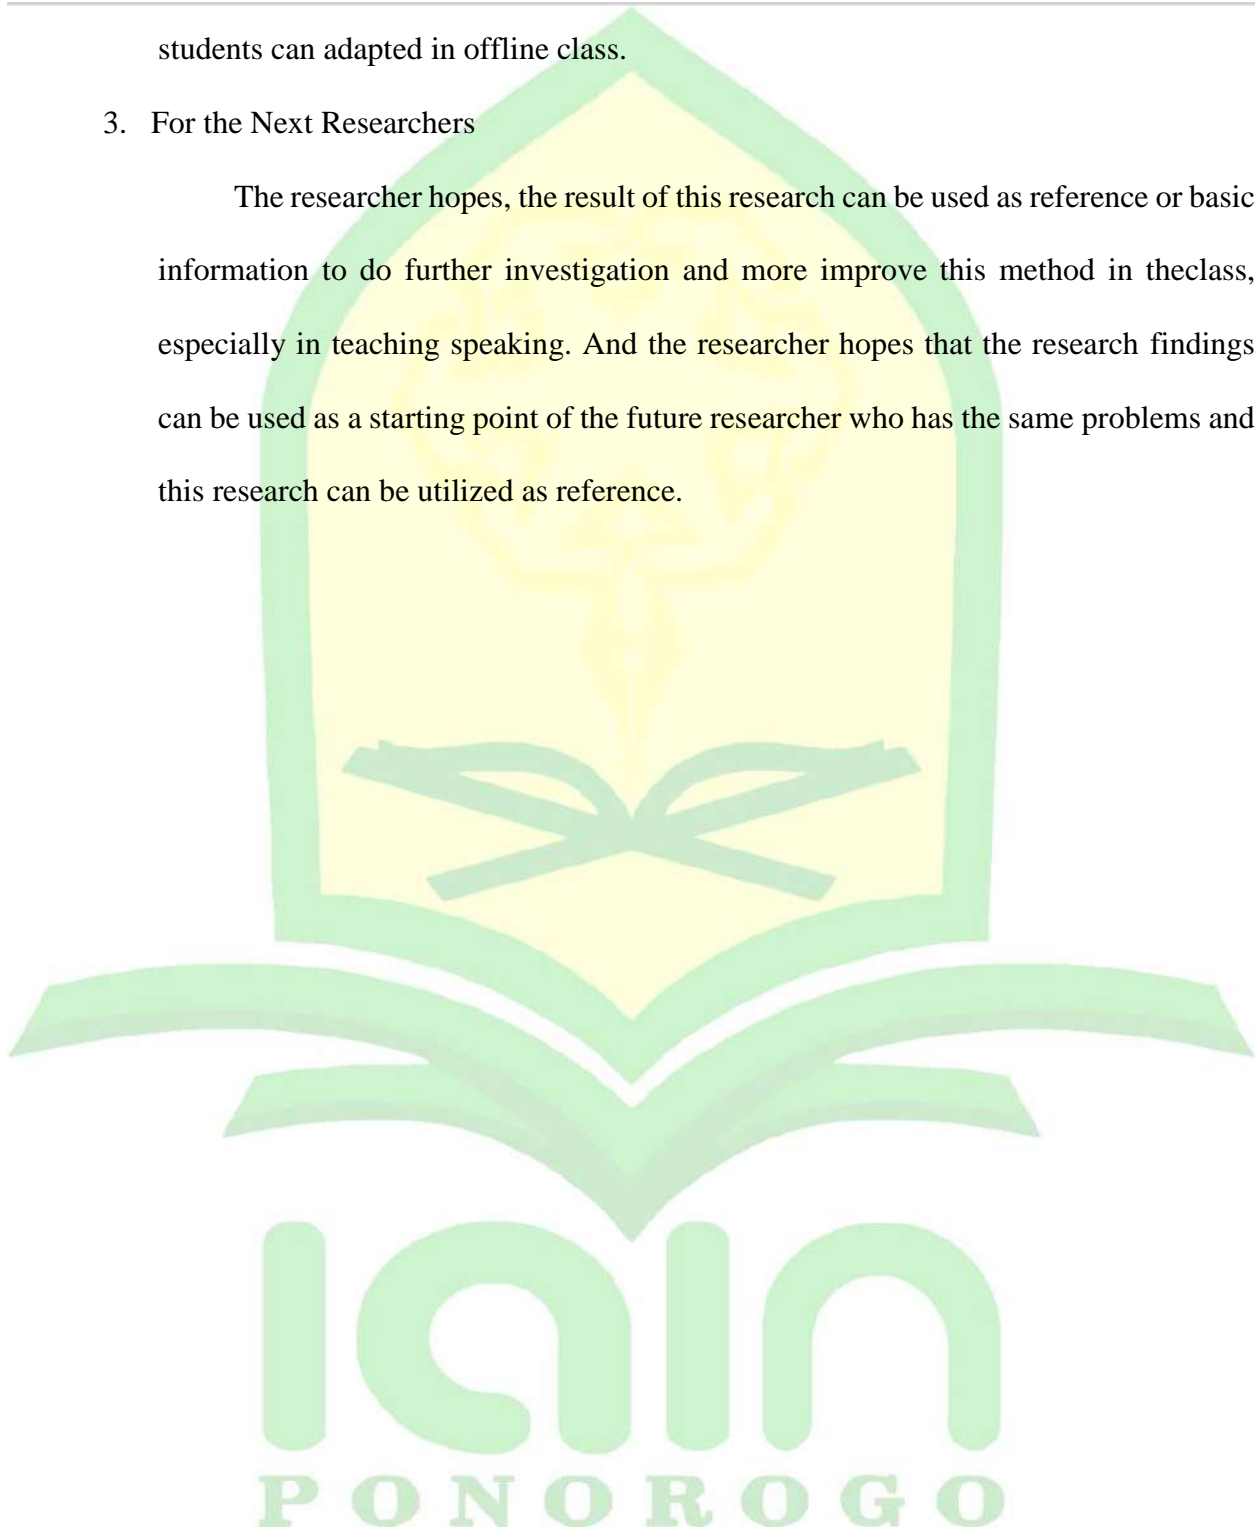 students can adapted in offline class.
3. For the Next Researchers
The researcher hopes, the result of this research can be used as reference or basic
information to do further investigation and more improve this method in theclass,
especially in teaching speaking. And the researcher hopes that the research findings
can be used as a starting point of the future researcher who has the same problems and
this research can be utilized as reference.
iain
PONOROGO